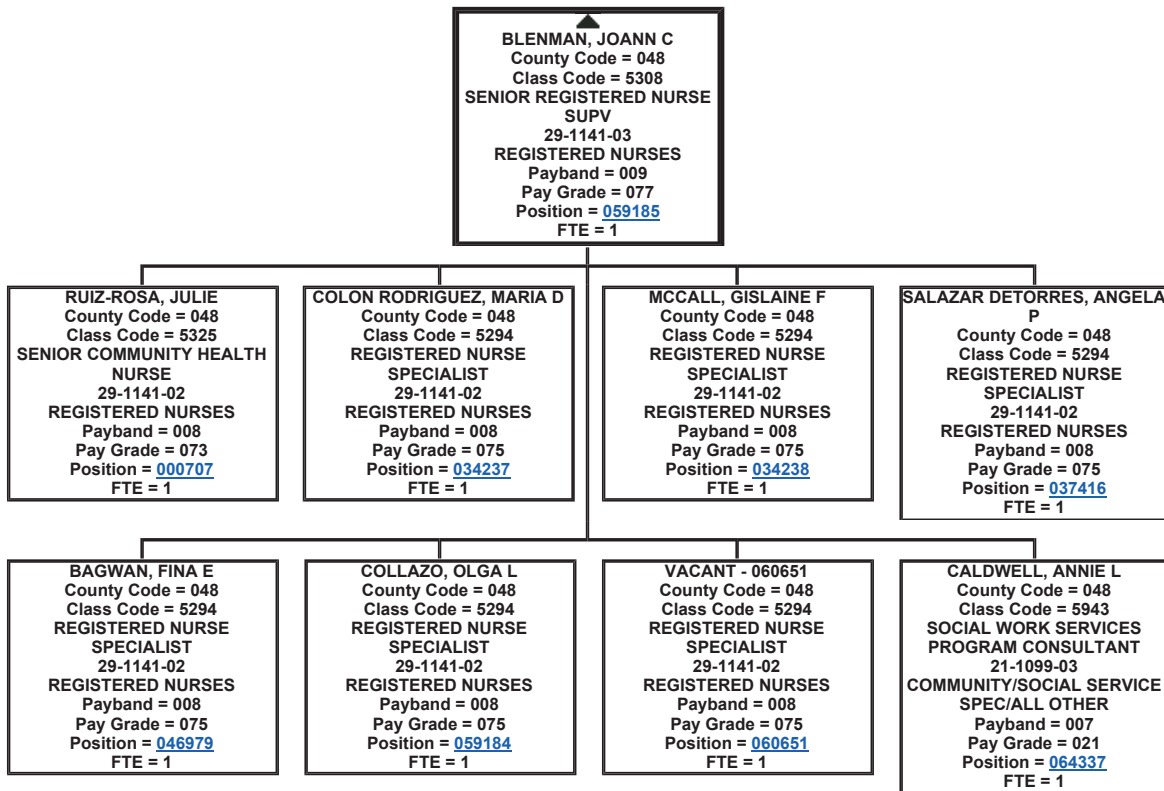 BLENMAN, JOANN C
County Code = 048
Class Code = 5308
SENIOR REGISTERED NURSE
SUPV
29-1141-03
REGISTERED NURSES
Payband = 009
Pay Grade = 077
Position = 059185
FTE = 1
RUIZ-ROSA, JULIE
County Code = 048
Class Code = 5325
SENIOR COMMUNITY HEALTH
NURSE
29-1141-02
REGISTERED NURSES
Payband = 008
Pay Grade = 073
Position = 000707
FTE = 1
COLON RODRIGUEZ, MARIA D
County Code = 048
Class Code = 5294
REGISTERED NURSE
SPECIALIST
29-1141-02
REGISTERED NURSES
Payband = 008
Pay Grade = 075
Position = 034237
FTE = 1
MCCALL, GISLAINE F
County Code = 048
Class Code = 5294
REGISTERED NURSE
SPECIALIST
29-1141-02
REGISTERED NURSES
Payband = 008
Pay Grade = 075
Position = 034238
FTE = 1
SALAZAR DETORRES, ANGELA
P
County Code = 048
Class Code = 5294
REGISTERED NURSE
SPECIALIST
29-1141-02
REGISTERED NURSES
Payband = 008
Pay Grade = 075
Position = 037416
FTE = 1
BAGWAN, FINA E
County Code = 048
Class Code = 5294
REGISTERED NURSE
SPECIALIST
29-1141-02
REGISTERED NURSES
Payband = 008
Pay Grade = 075
Position = 046979
FTE = 1
COLLAZO, OLGA L
County Code = 048
Class Code = 5294
REGISTERED NURSE
SPECIALIST
29-1141-02
REGISTERED NURSES
Payband = 008
Pay Grade = 075
Position = 059184
FTE = 1
VACANT - 060651
County Code = 048
Class Code = 5294
REGISTERED NURSE
SPECIALIST
29-1141-02
REGISTERED NURSES
Payband = 008
Pay Grade = 075
Position = 060651
FTE = 1
CALDWELL, ANNIE L
County Code = 048
Class Code = 5943
SOCIAL WORK SERVICES
PROGRAM CONSULTANT
21-1099-03
COMMUNITY/SOCIAL SERVICE
SPEC/ALL OTHER
Payband = 007
Pay Grade = 021
Position = 064337
FTE = 1